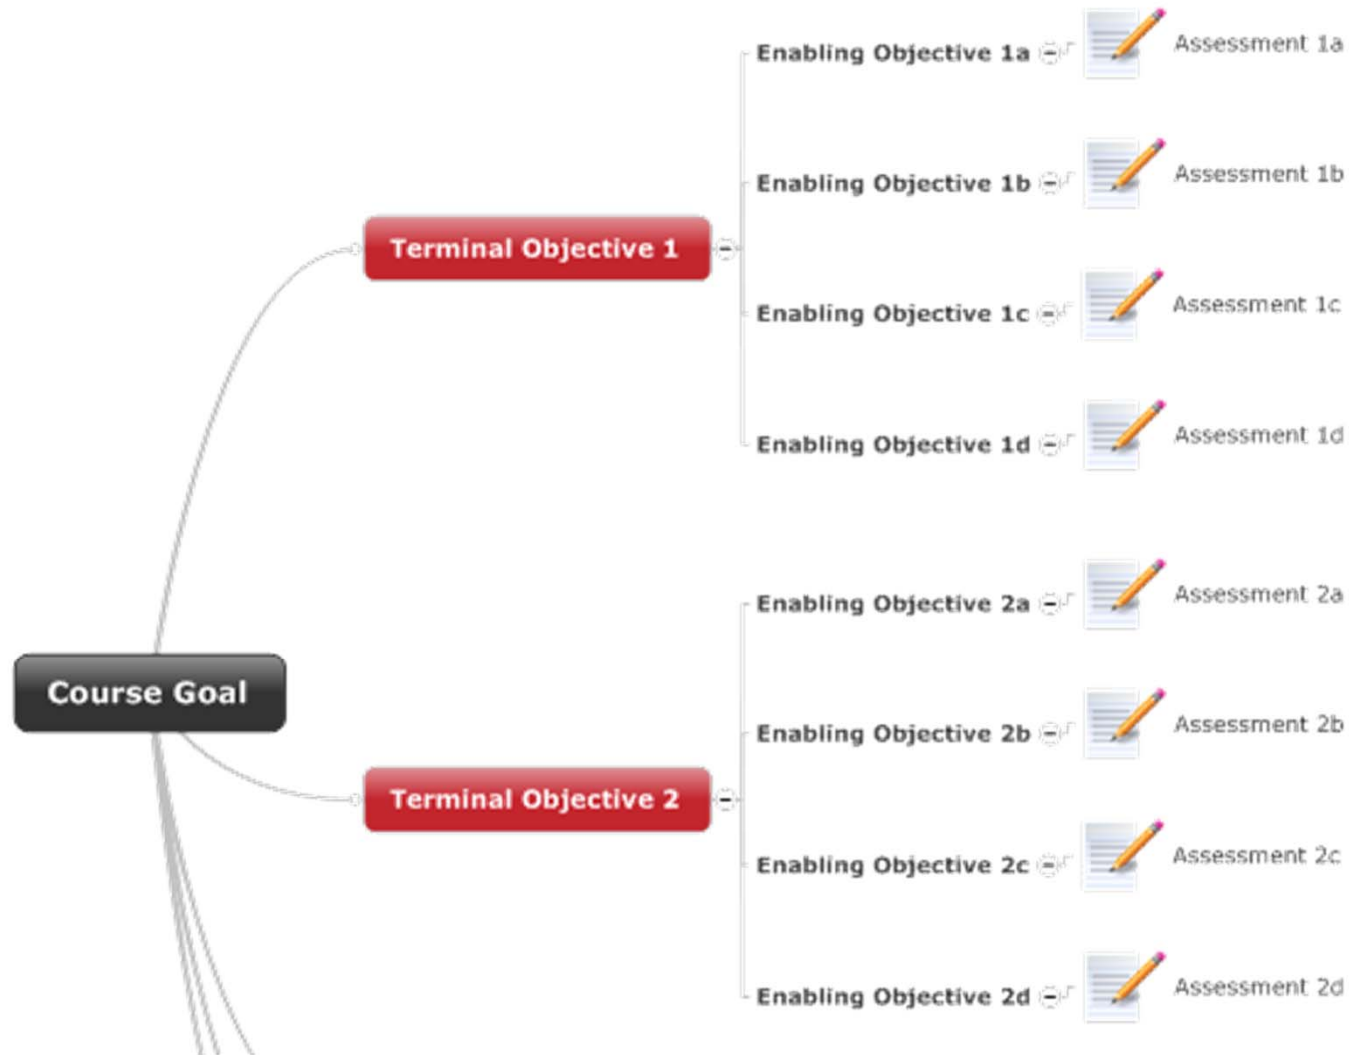 Enabling Objective 1a
Assessment 1a
Enabling Objective 1b
Assessment 1b
Terminal Objective 1
Enabling Objective 1c
Assessment 1c
Enabling Objective 1d
Assessment 1d
Course Goal
Enabling Objective 2a
Assessment 2a
Enabling Objective 2b
Assessment 2b
Terminal Objective 2
Enabling Objective 2c
Assessment 2c
Enabling Objective 2d
Assessment 2d